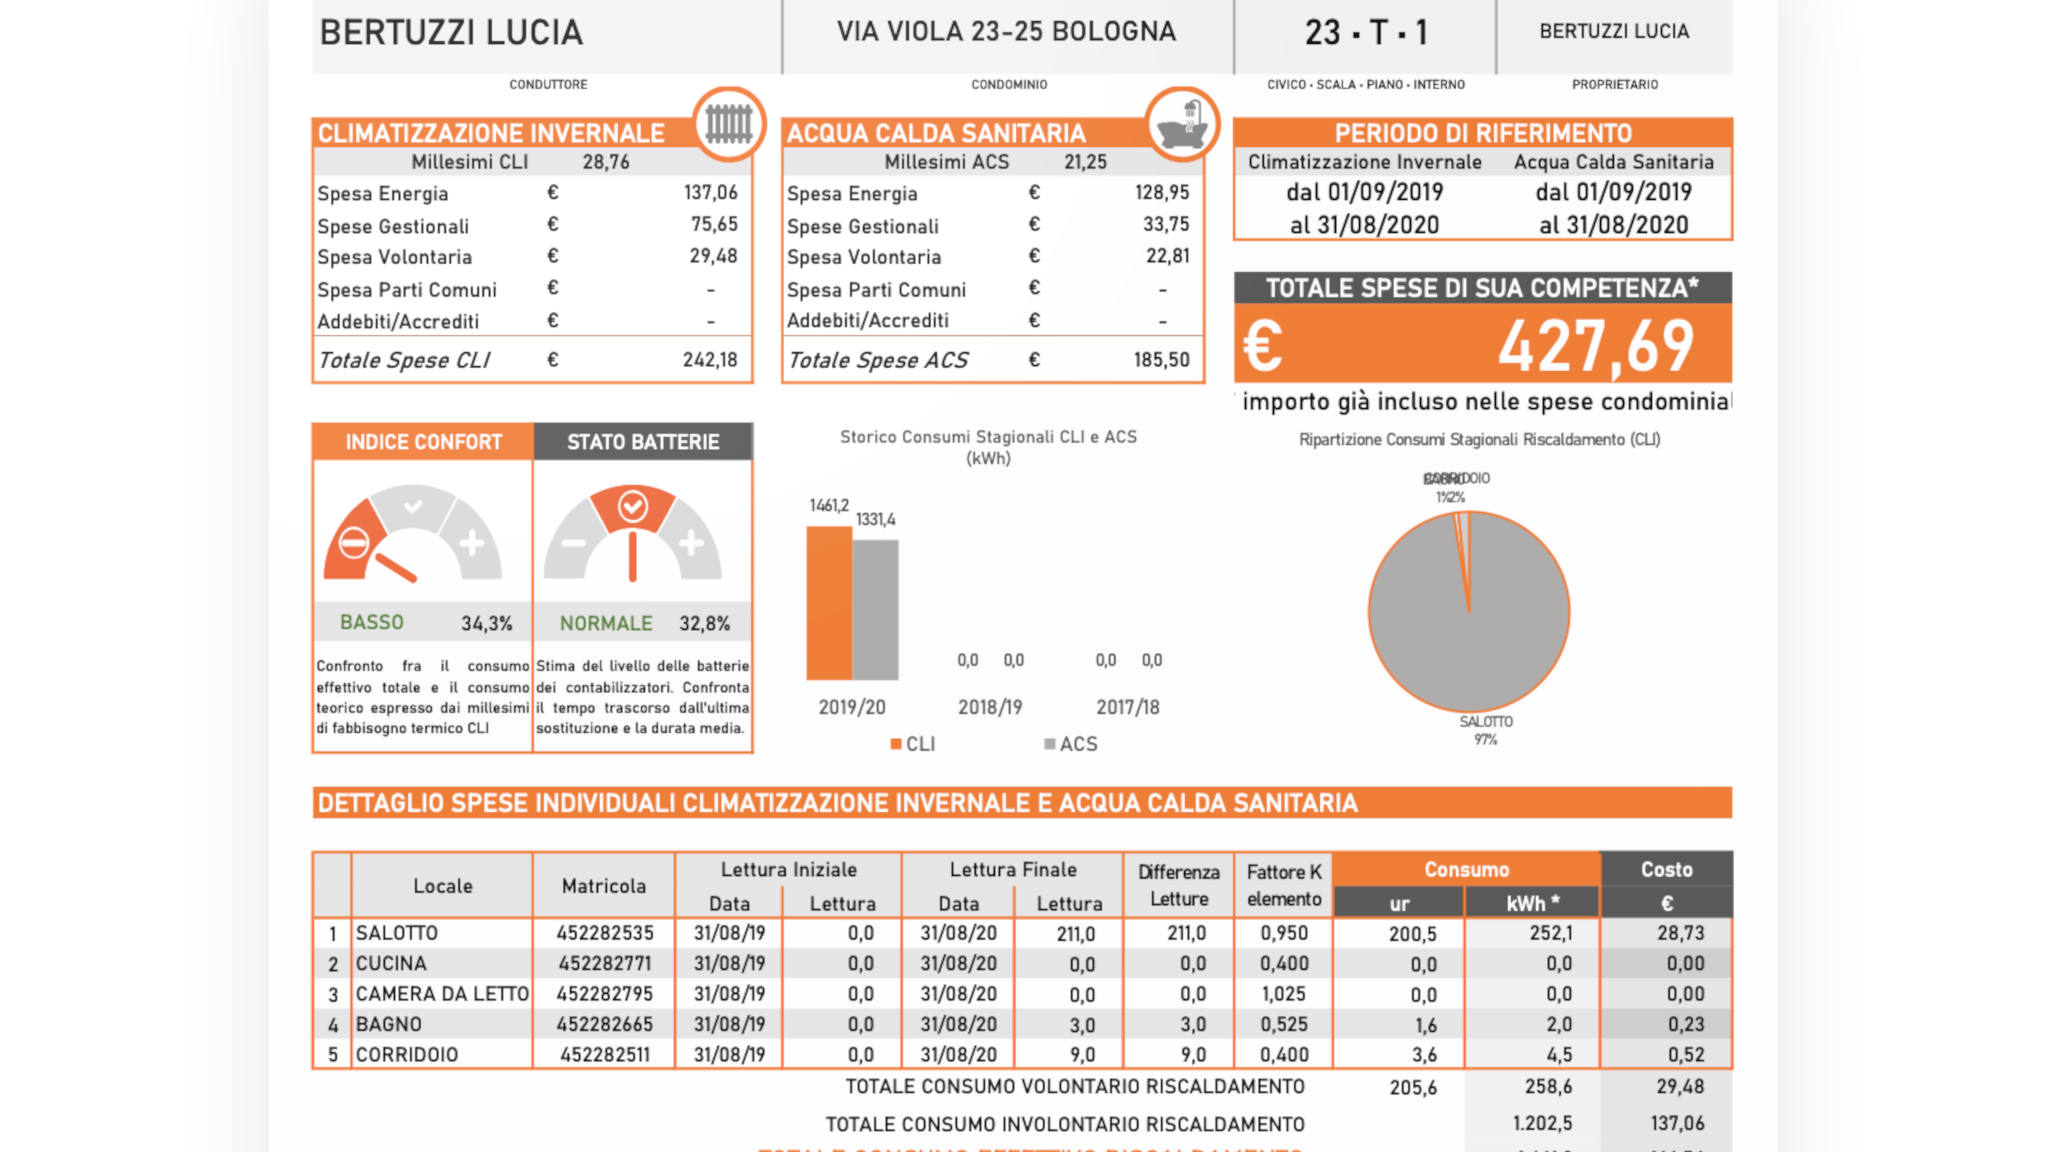 BERTUZZI LUCIA VIA VIOLA 23-25 BOLOGNA 23 · T · 1 BERTUZZI LUCIA
CONDUTTORE CONDOMINIO CIVICO · SCALA · PIANO · INTERNO PROPRIETARIO
CLIMATIZZAZIONE INVERNALE
Millesimi CLI 28,76
Spesa Energia € 137,06
Spese Gestionali € 75,65
Spesa Volontaria € 29,48
Spesa Parti Comuni € -
Addebiti/Accrediti € -
Totale Spese CLI € 242,18
ACQUA CALDA SANITARIA
Millesimi ACS 21,25
Spesa Energia € 128,95
Spese Gestionali € 33,75
Spesa Volontaria € 22,81
Spesa Parti Comuni € -
Addebiti/Accrediti € -
Totale Spese ACS € 185,50
PERIODO DI RIFERIMENTO
Climatizzazione Invernale Acqua Calda Sanitaria
dal 01/09/2019 dal 01/09/2019
al 31/08/2020 al 31/08/2020
TOTALE SPESE DI SUA COMPETENZA*
€ 427,69
importo già incluso nelle spese condominial
INDICE CONFORT STATO BATTERIE
BASSO 34,3% NORMALE 32,8%
Confronto fra il consumo
effettivo totale e il consumo
teorico espresso dai millesimi
di fabbisogno termico CLI
Stima del livello delle batterie
dei contabilizzatori. Confronta
il tempo trascorso dall'ultima
sostituzione e la durata media.
Storico Consumi Stagionali CLI e ACS
(kWh)
1461,2 1331,4
0,0 0,0 0,0 0,0
2019/20 2018/19 2017/18
CLI ACS
Ripartizione Consumi Stagionali Riscaldamento (CLI)
CORRIDOIO
1% 2%
SALOTTO
97%
DETTAGLIO SPESE INDIVIDUALI CLIMATIZZAZIONE INVERNALE E ACQUA CALDA SANITARIA
Locale Matricola Lettura Iniziale Lettura Finale Differenza Letture Fattore K elemento Consumo Costo
Data Lettura Data Lettura ur kWh * €
1 SALOTTO 452282535 31/08/19 0,0 31/08/20 211,0 211,0 0,950 200,5 252,1 28,73
2 CUCINA 452282771 31/08/19 0,0 31/08/20 0,0 0,0 0,400 0,0 0,0 0,00
3 CAMERA DA LETTO 452282795 31/08/19 0,0 31/08/20 0,0 0,0 1,025 0,0 0,0 0,00
4 BAGNO 452282665 31/08/19 0,0 31/08/20 3,0 3,0 0,525 1,6 2,0 0,23
5 CORRIDOIO 452282511 31/08/19 0,0 31/08/20 9,0 9,0 0,400 3,6 4,5 0,52
TOTALE CONSUMO VOLONTARIO RISCALDAMENTO 205,6 258,6 29,48
TOTALE CONSUMO INVOLONTARIO RISCALDAMENTO 1.202,5 137,06